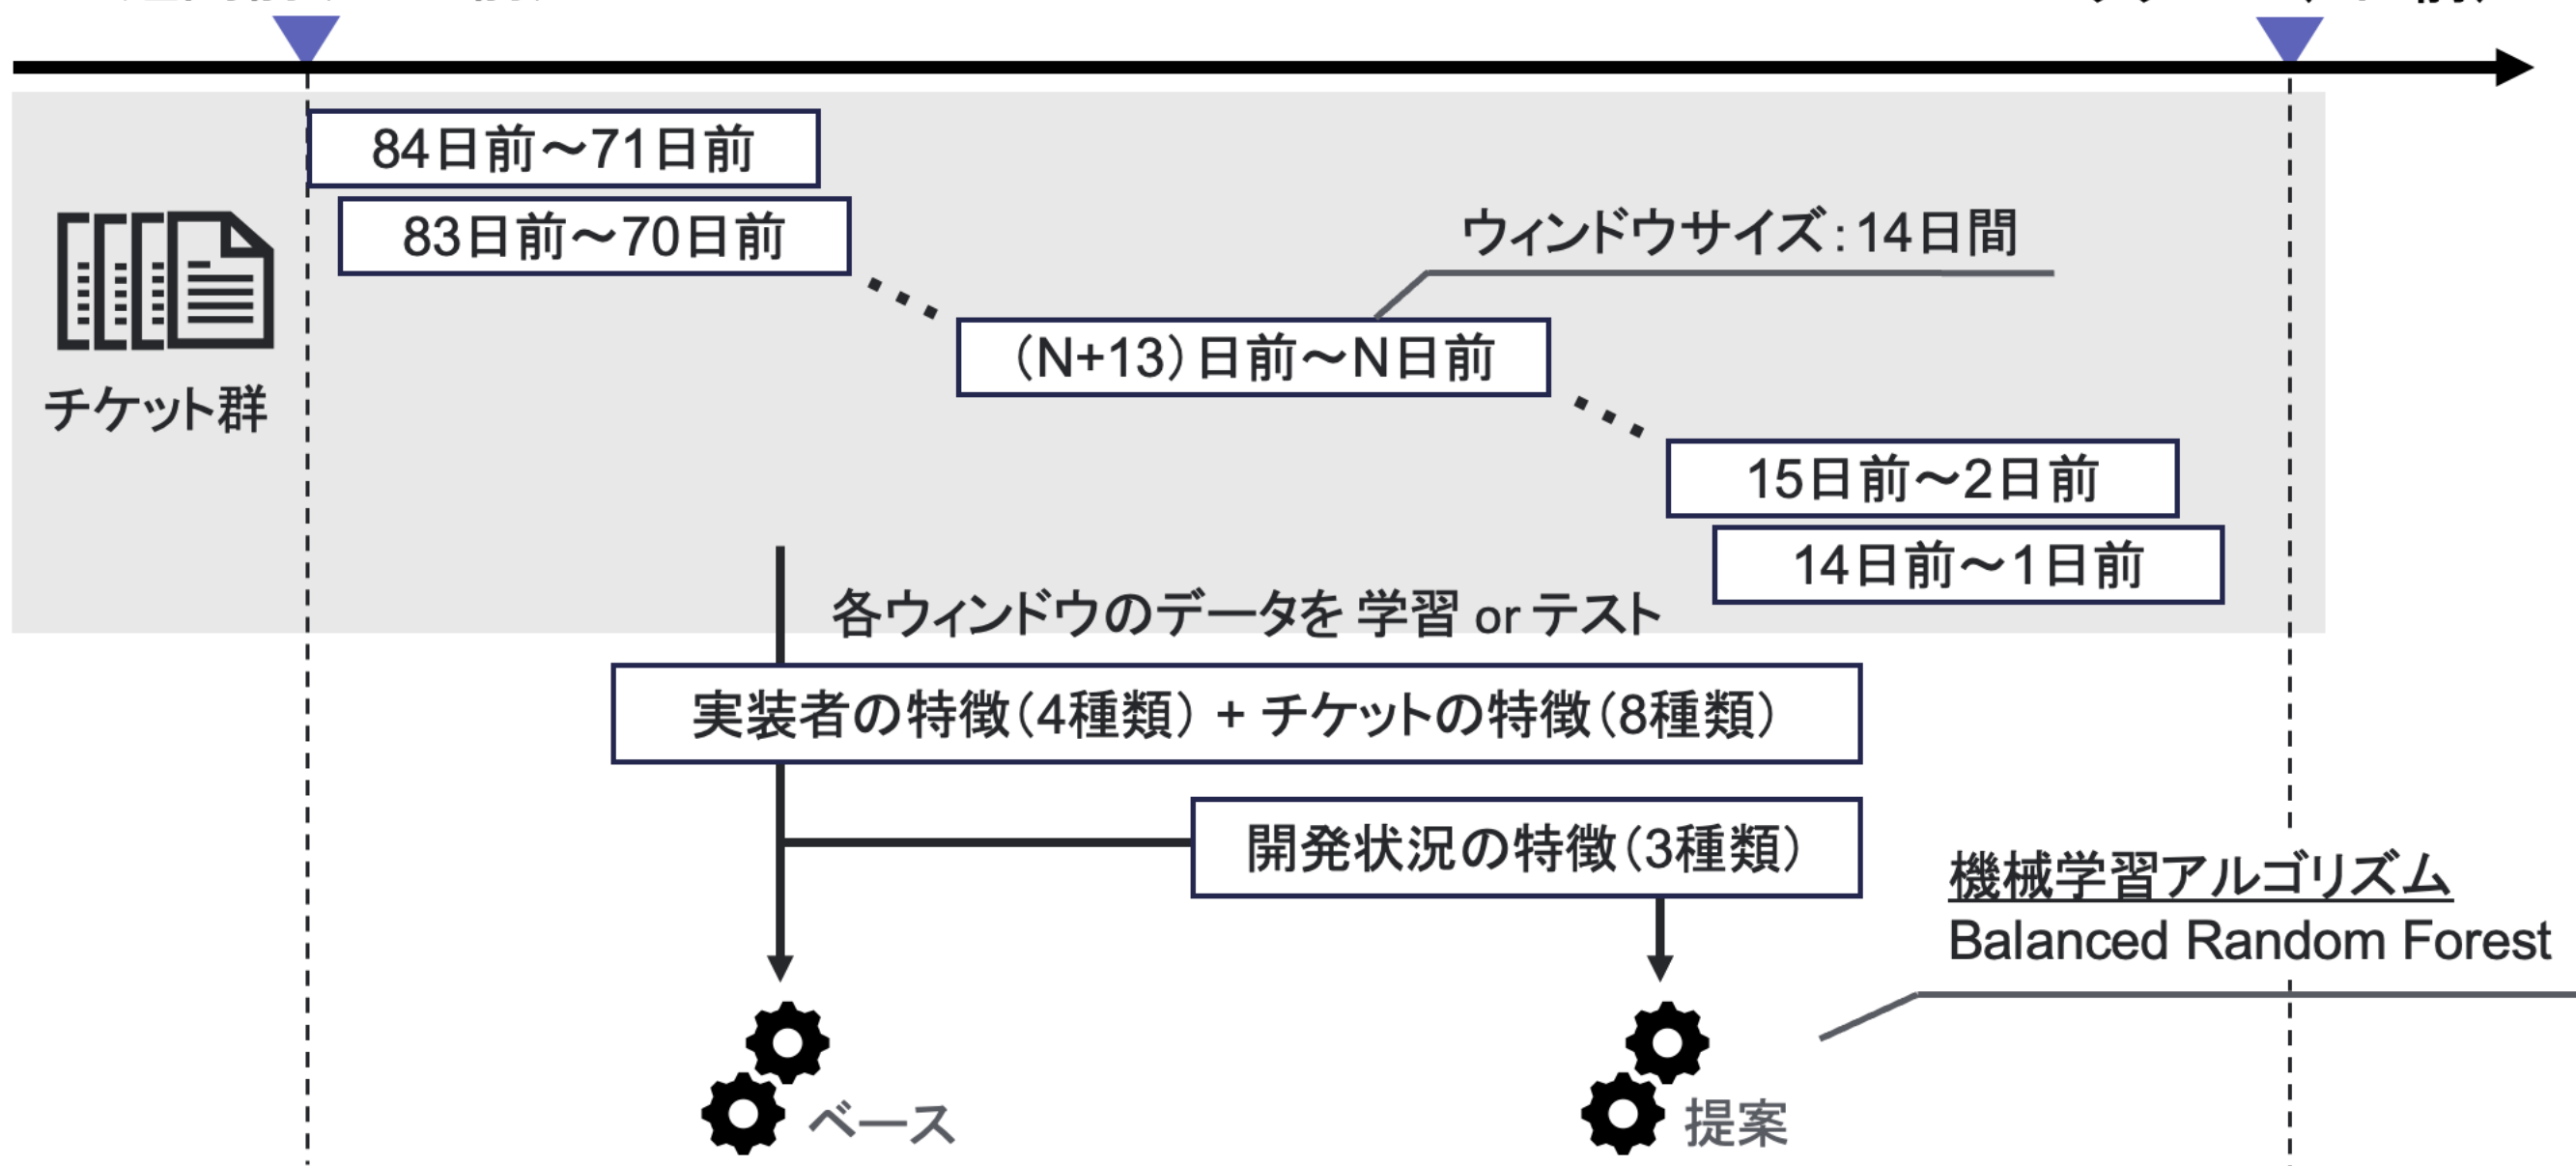 84日前～71日前
83日前～70日前
ウィンドウサイズ：14日間
（N+13）日前～N日前
チケット群
15日前～2日前
14日前～1日前
各ウィンドウのデータを 学習 or テスト
実装者の特徴（4種類） + チケットの特徴（8種類）
開発状況の特徴（3種類）
機械学習アルゴリズム
Balanced Random Forest
ベース
提案